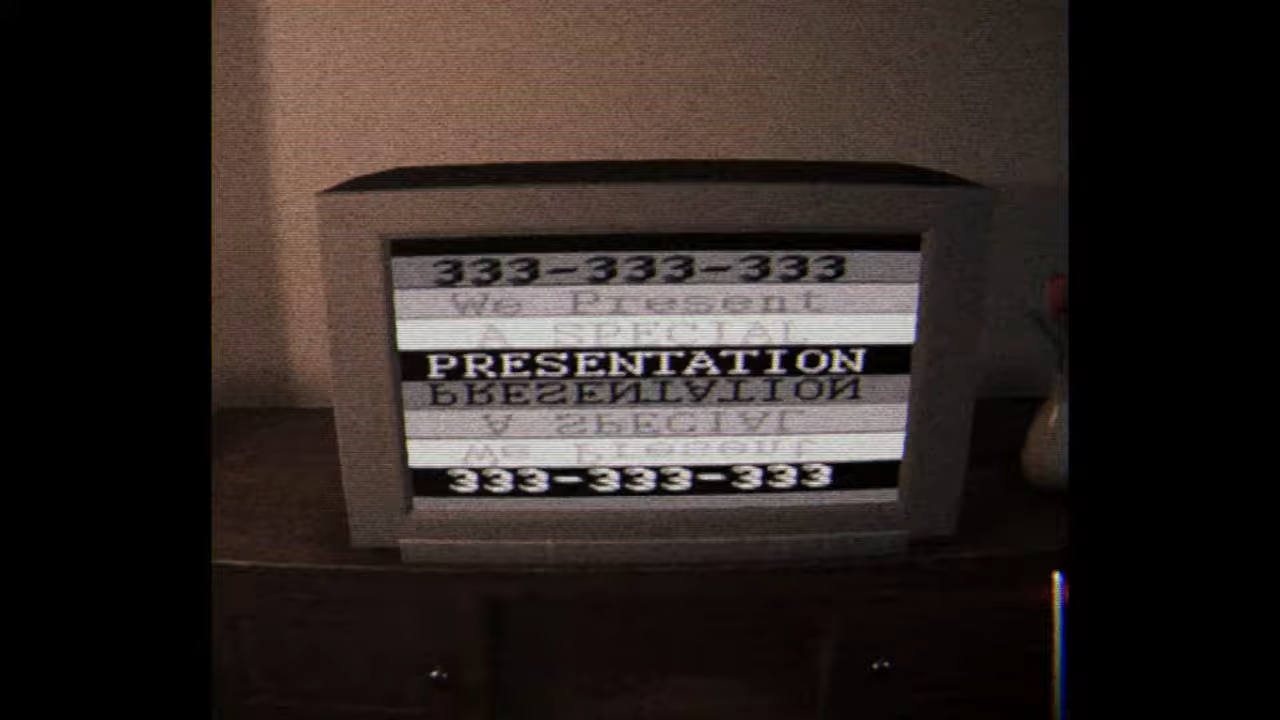 333-333-333
We Present
A SPECIAL
PRESENTATION
PRESENTATION
A SPECIAL
We Present
333-333-333